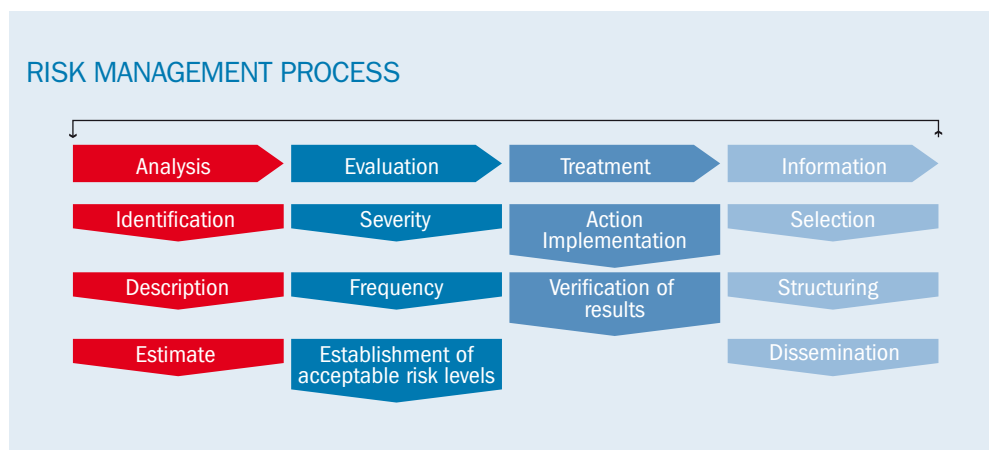 RISK MANAGEMENT PROCESS
Analysis
Evaluation
Treatment
Information
Identification
Severity
Action
Implementation
Selection
Description
Frequency
Verification of
results
Structuring
Estimate
Establishment of
acceptable risk levels
Dissemination